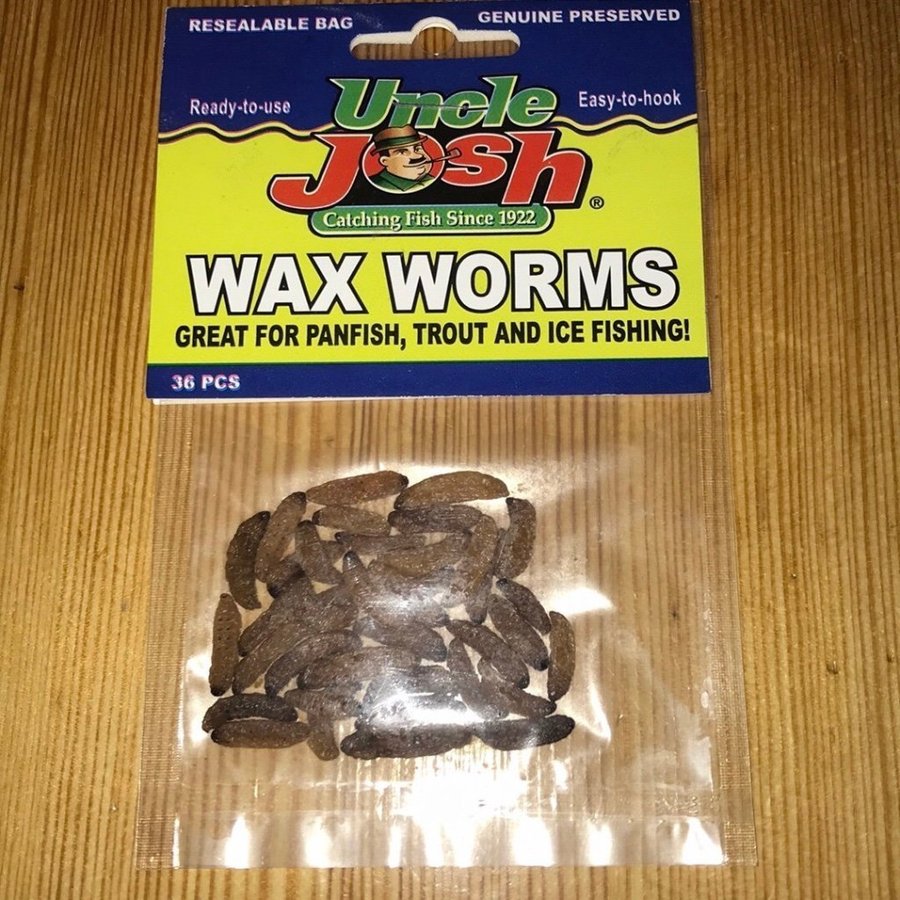 RESEALABLE BAG
GENUINE PRESERVED
Ready-to-use
Easy-to-hook
Uncle
Josh®
Catching Fish Since 1922
WAX WORMS
GREAT FOR PANFISH, TROUT AND ICE FISHING!
36 PCS